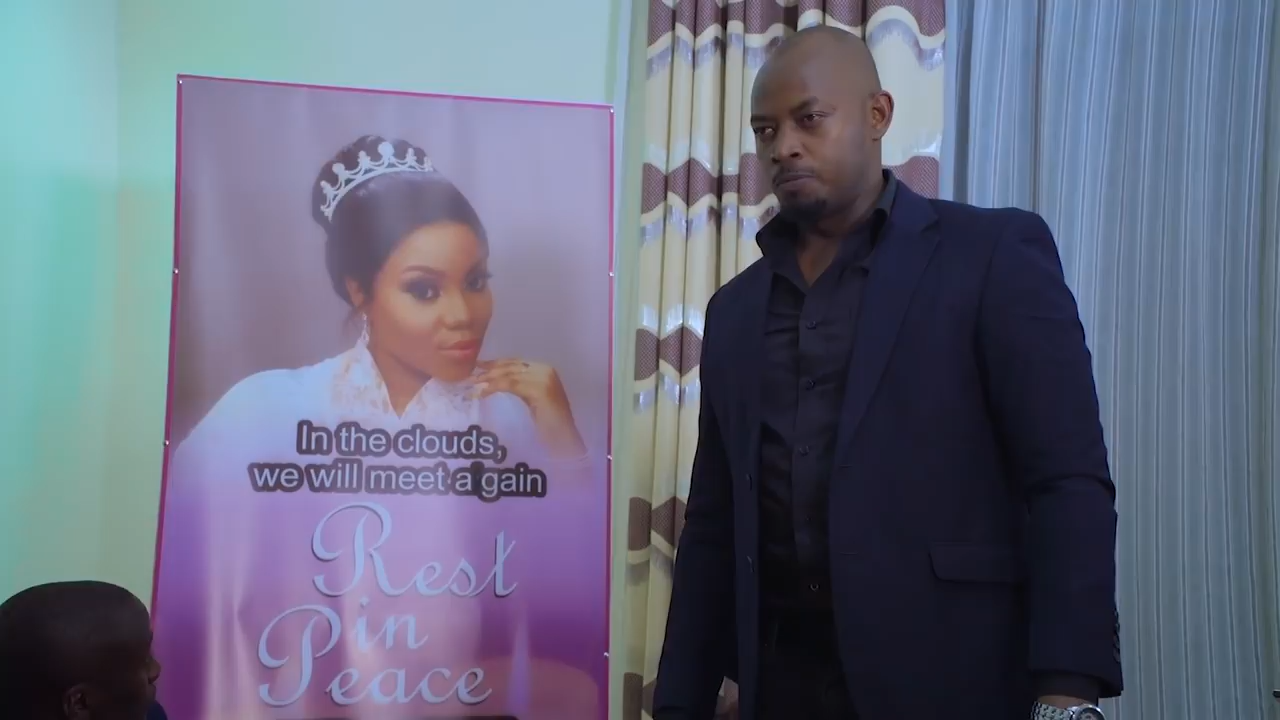 In the clouds,
we will meet a gain
Rest
in
Peace